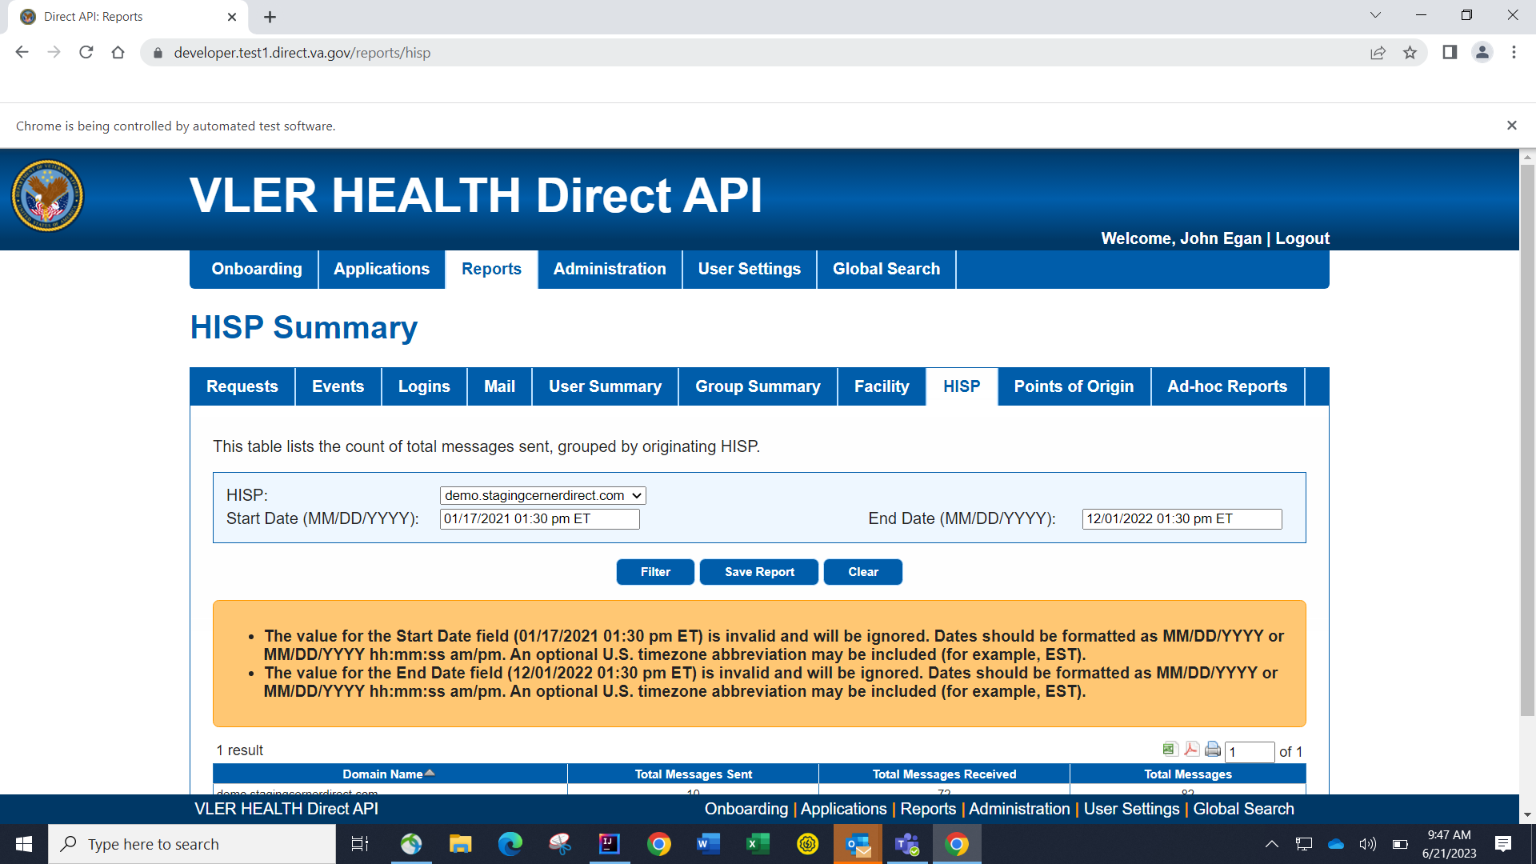 Direct API: Reports
developer.test1.direct.va.gov/reports/hisp
Chrome is being controlled by automated test software.
VLER HEALTH Direct API
Welcome, John Egan | Logout
Onboarding Applications Reports Administration User Settings Global Search
HISP Summary
Requests Events Logins Mail User Summary Group Summary Facility HISP Points of Origin Ad-hoc Reports
This table lists the count of total messages sent, grouped by originating HISP.
HISP: demo.stagingcernerdirect.com
Start Date (MM/DD/YYYY): 01/17/2021 01:30 pm ET End Date (MM/DD/YYYY): 12/01/2022 01:30 pm ET
Filter Save Report Clear
• The value for the Start Date field (01/17/2021 01:30 pm ET) is invalid and will be ignored. Dates should be formatted as MM/DD/YYYY or
MM/DD/YYYY hh:mm:ss am/pm. An optional U.S. timezone abbreviation may be included (for example, EST).
• The value for the End Date field (12/01/2022 01:30 pm ET) is invalid and will be ignored. Dates should be formatted as MM/DD/YYYY or
MM/DD/YYYY hh:mm:ss am/pm. An optional U.S. timezone abbreviation may be included (for example, EST).
1 result 1 of 1
Domain Name Total Messages Sent Total Messages Received Total Messages
demo.stagingcernerdirect.com 10 72 82
VLER HEALTH Direct API Onboarding | Applications | Reports | Administration | User Settings | Global Search
Type here to search
9:47 AM
6/21/2023